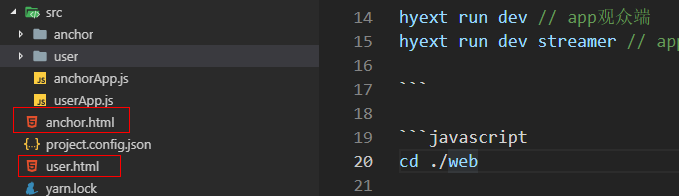 src
anchor
user
anchorApp.js
userApp.js
anchor.html
project.config.json
user.html
yarn.lock
14 hyext run dev // app观众端
15 hyext run dev streamer // ap
16
17 ```
18
19 ```javascript
20 cd ./web
21